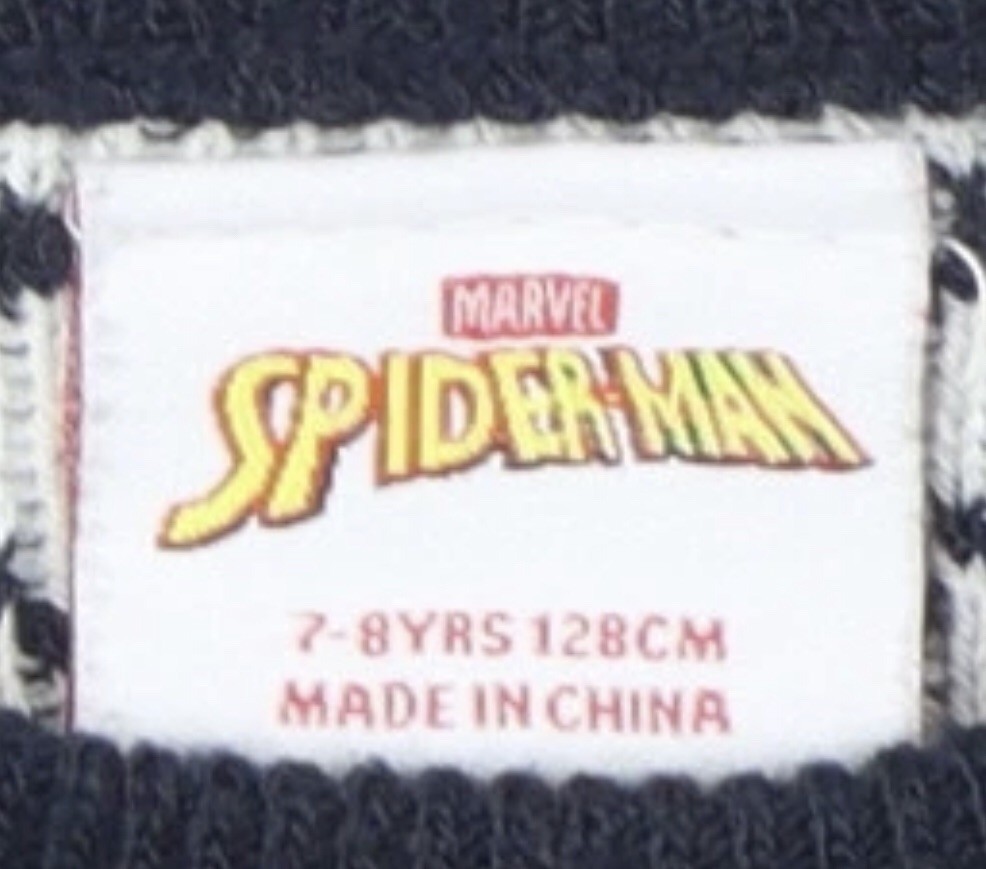 MARVEL
SPIDER-MAN
7-8YRS 128CM
MADE IN CHINA